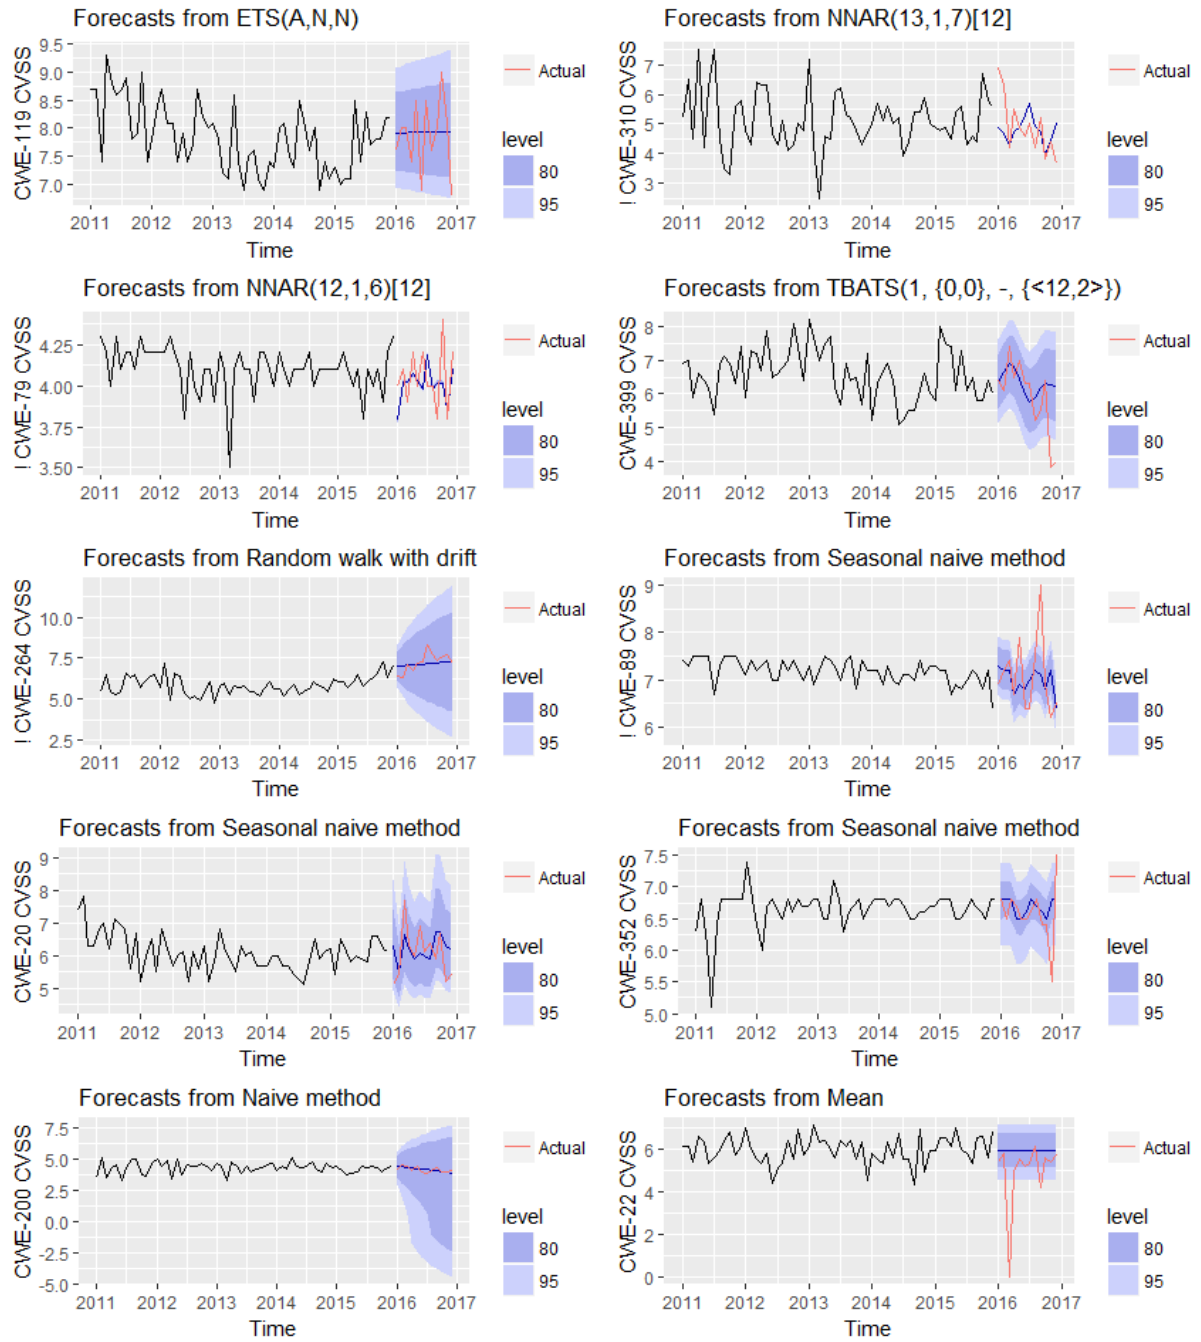 Forecasts from ETS(A,N,N)
CWE-119 CVSS
9.5
9.0
8.5
8.0
7.5
7.0
2011 2012 2013 2014 2015 2016 2017
Time
Actual
level
80
95
Forecasts from NNAR(13,1,7)[12]
! CWE-310 CVSS
7
6
5
4
3
2011 2012 2013 2014 2015 2016 2017
Time
Actual
level
80
95
Forecasts from NNAR(12,1,6)[12]
! CWE-79 CVSS
4.25
4.00
3.75
3.50
2011 2012 2013 2014 2015 2016 2017
Time
Actual
level
80
95
Forecasts from TBATS(1, {0,0}, -, {<12,2>})
CWE-399 CVSS
8
7
6
5
4
2011 2012 2013 2014 2015 2016 2017
Time
Actual
level
80
95
Forecasts from Random walk with drift
! CWE-264 CVSS
10.0
7.5
5.0
2.5
2011 2012 2013 2014 2015 2016 2017
Time
Actual
level
80
95
Forecasts from Seasonal naive method
! CWE-89 CVSS
9
8
7
6
2011 2012 2013 2014 2015 2016 2017
Time
Actual
level
80
95
Forecasts from Seasonal naive method
CWE-20 CVSS
9
8
7
6
5
2011 2012 2013 2014 2015 2016 2017
Time
Actual
level
80
95
Forecasts from Seasonal naive method
CWE-352 CVSS
7.5
7.0
6.5
6.0
5.5
5.0
2011 2012 2013 2014 2015 2016 2017
Time
Actual
level
80
95
Forecasts from Naive method
CWE-200 CVSS
7.5
5.0
2.5
0.0
-2.5
-5.0
2011 2012 2013 2014 2015 2016 2017
Time
Actual
level
80
95
Forecasts from Mean
CWE-22 CVSS
6
4
2
0
2011 2012 2013 2014 2015 2016 2017
Time
Actual
level
80
95